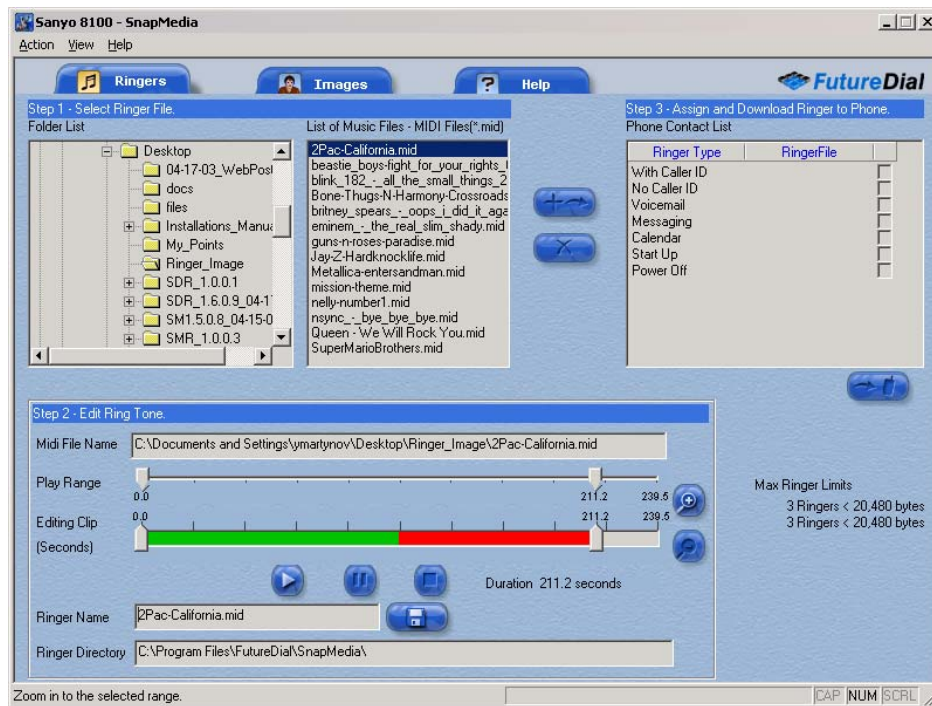 Sanyo 8100 - SnapMedia
Action View Help
Ringers Images Help FutureDial
Step 1 - Select Ringer File.
Folder List
Desktop
04-17-03_WebPost
docs
files
Installations_Manua
My_Points
Ringer_Image
SDR_1.0.0.1
SDR_1.6.0.9_04-1
SM1.5.0.8_04-15-0
SMR_1.0.0.3
List of Music Files - MIDI Files(*.mid)
2Pac-California.mid
beastie_boys-fight_for_your_rights_
blink_182_-_all_the_small_things_2
Bone-Thugs-N-Harmony-Crossroads
britney_spears_-_oops_i_did_it_aga
eminem_-_the_real_slim_shady.mid
guns-n-roses-paradise.mid
Jay-Z-Hardknocklife.mid
Metallica-entersandman.mid
mission-theme.mid
nelly-number1.mid
nsync_-_bye_bye_bye.mid
Queen - We Will Rock You.mid
SuperMarioBrothers.mid
Step 3 - Assign and Download Ringer to Phone.
Phone Contact List
Ringer Type RingerFile
With Caller ID
No Caller ID
Voicemail
Messaging
Calendar
Start Up
Power Off
Step 2 - Edit Ring Tone.
Midi File Name C:\Documents and Settings\ymartynov\Desktop\Ringer_Image\2Pac-California.mid
Play Range
0.0 211.2 239.5
Editing Clip 0.0 211.2 239.5
(Seconds)
Duration 211.2 seconds
Ringer Name 2Pac-California.mid
Ringer Directory C:\Program Files\FutureDial\SnapMedia\
Max Ringer Limits
3 Ringers < 20,480 bytes
3 Ringers < 20,480 bytes
Zoom in to the selected range. CAP NUM SCRL